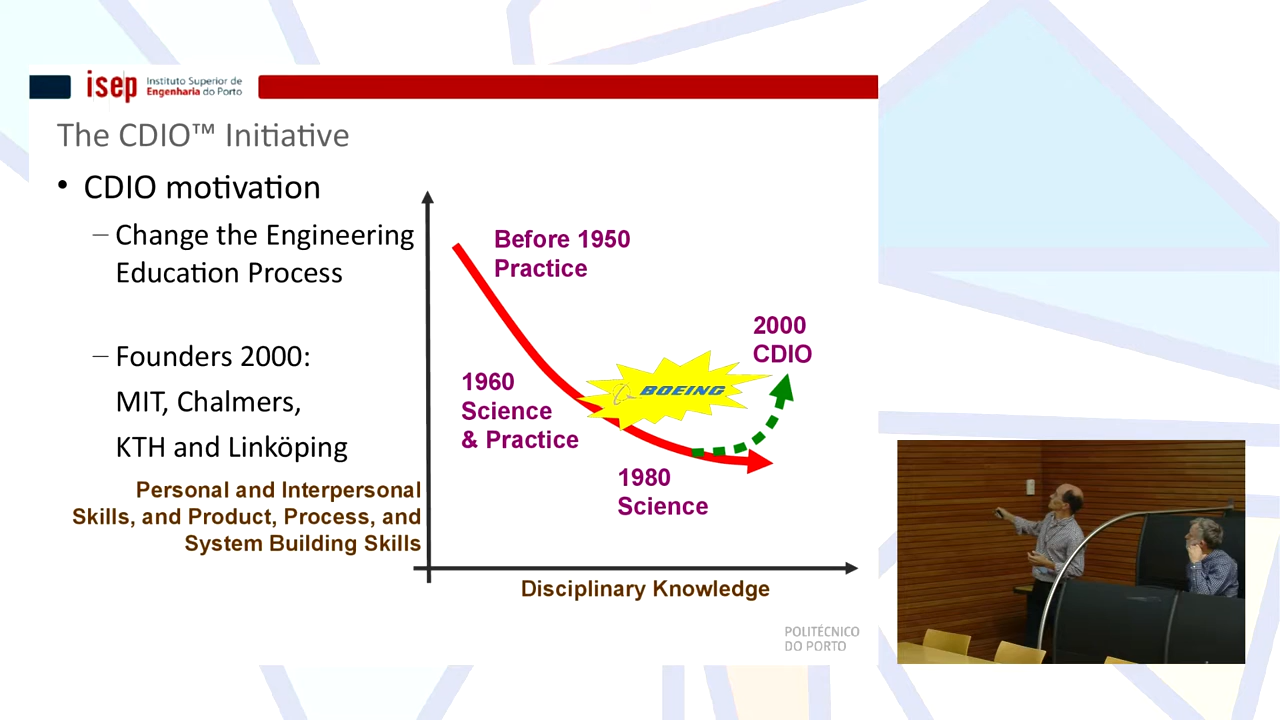 isep Instituto Superior de
Engenharia do Porto
The CDIO™ Initiative
• CDIO motivation
– Change the Engineering
Education Process
– Founders 2000:
MIT, Chalmers,
KTH and Linköping
Personal and Interpersonal
Skills, and Product, Process, and
System Building Skills
Before 1950
Practice
2000
CDIO
BOEING
1960
Science
& Practice
1980
Science
Disciplinary Knowledge
POLITÉCNICO
DO PORTO